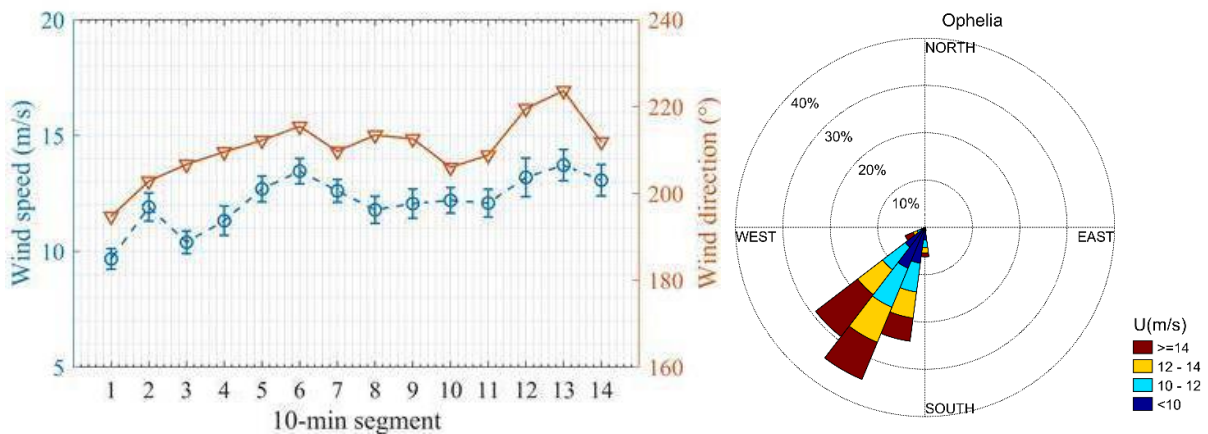 20
15
10
5
Wind speed (m/s)
240
220
200
180
160
Wind direction (°)
1 2 3 4 5 6 7 8 9 10 11 12 13 14
10-min segment
Ophelia
NORTH
40%
30%
20%
10%
WEST
EAST
SOUTH
U(m/s)
>=14
12 - 14
10 - 12
<10